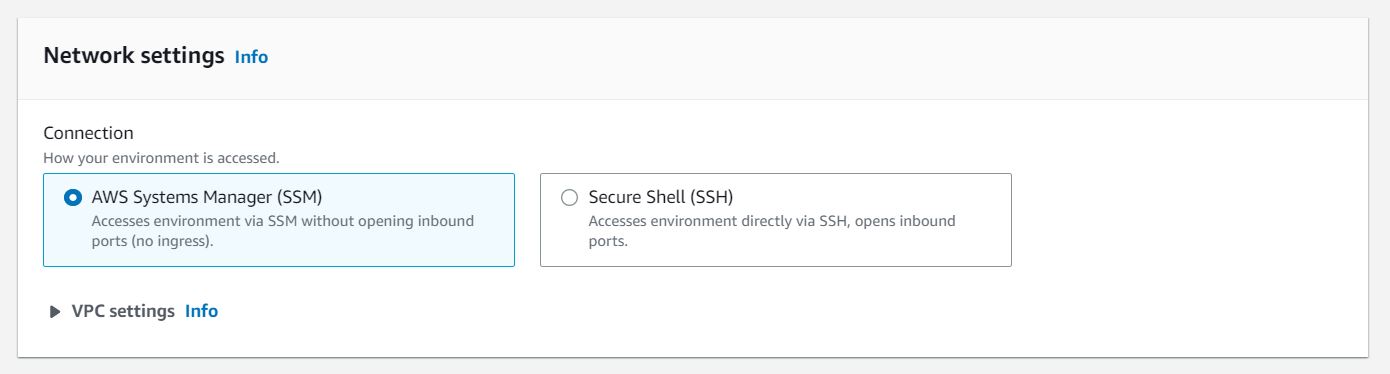 Network settings Info
Connection
How your environment is accessed.
AWS Systems Manager (SSM)
Accesses environment via SSM without opening inbound
ports (no ingress).
Secure Shell (SSH)
Accesses environment directly via SSH, opens inbound
ports.
VPC settings Info